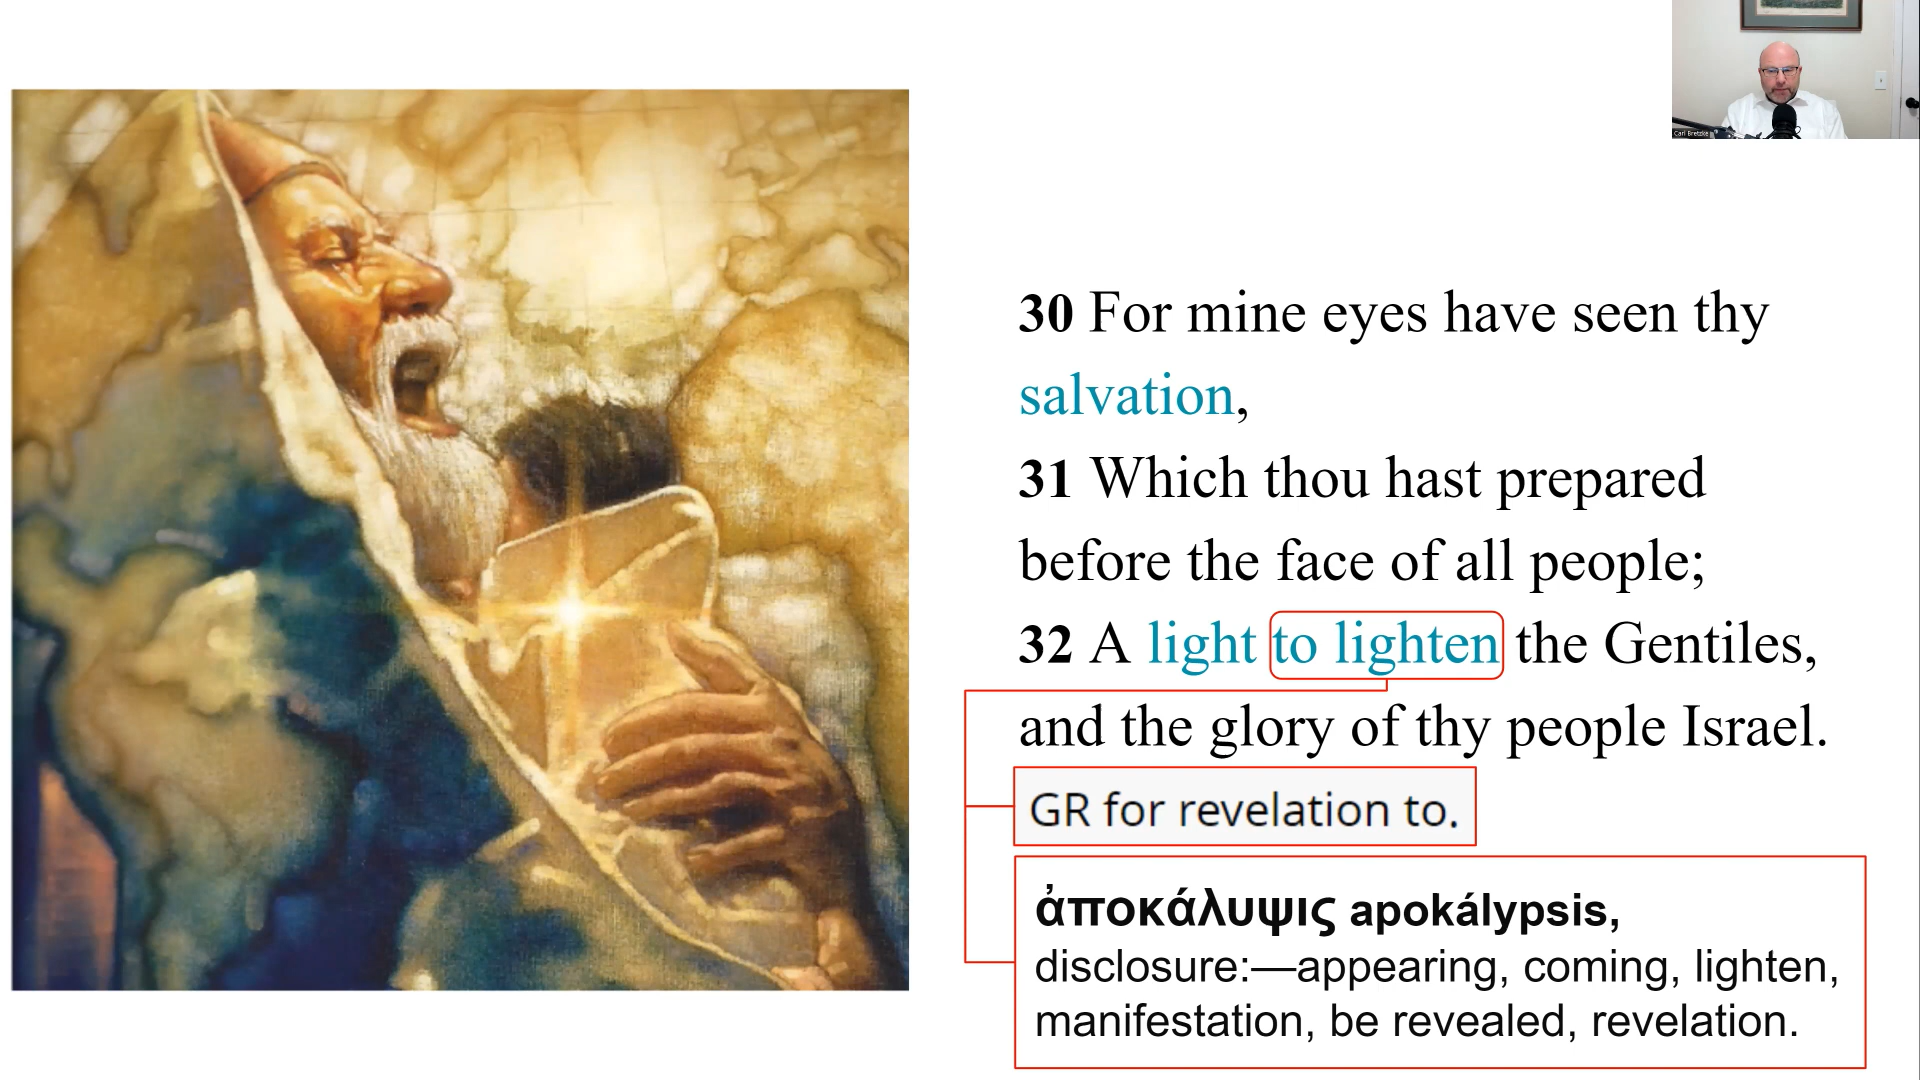 Carl Bretzke
30 For mine eyes have seen thy
salvation,
31 Which thou hast prepared
before the face of all people;
32 A light to lighten the Gentiles,
and the glory of thy people Israel.
GR for revelation to.
ἀποκάλυψις apokálypsis,
disclosure:—appearing, coming, lighten,
manifestation, be revealed, revelation.